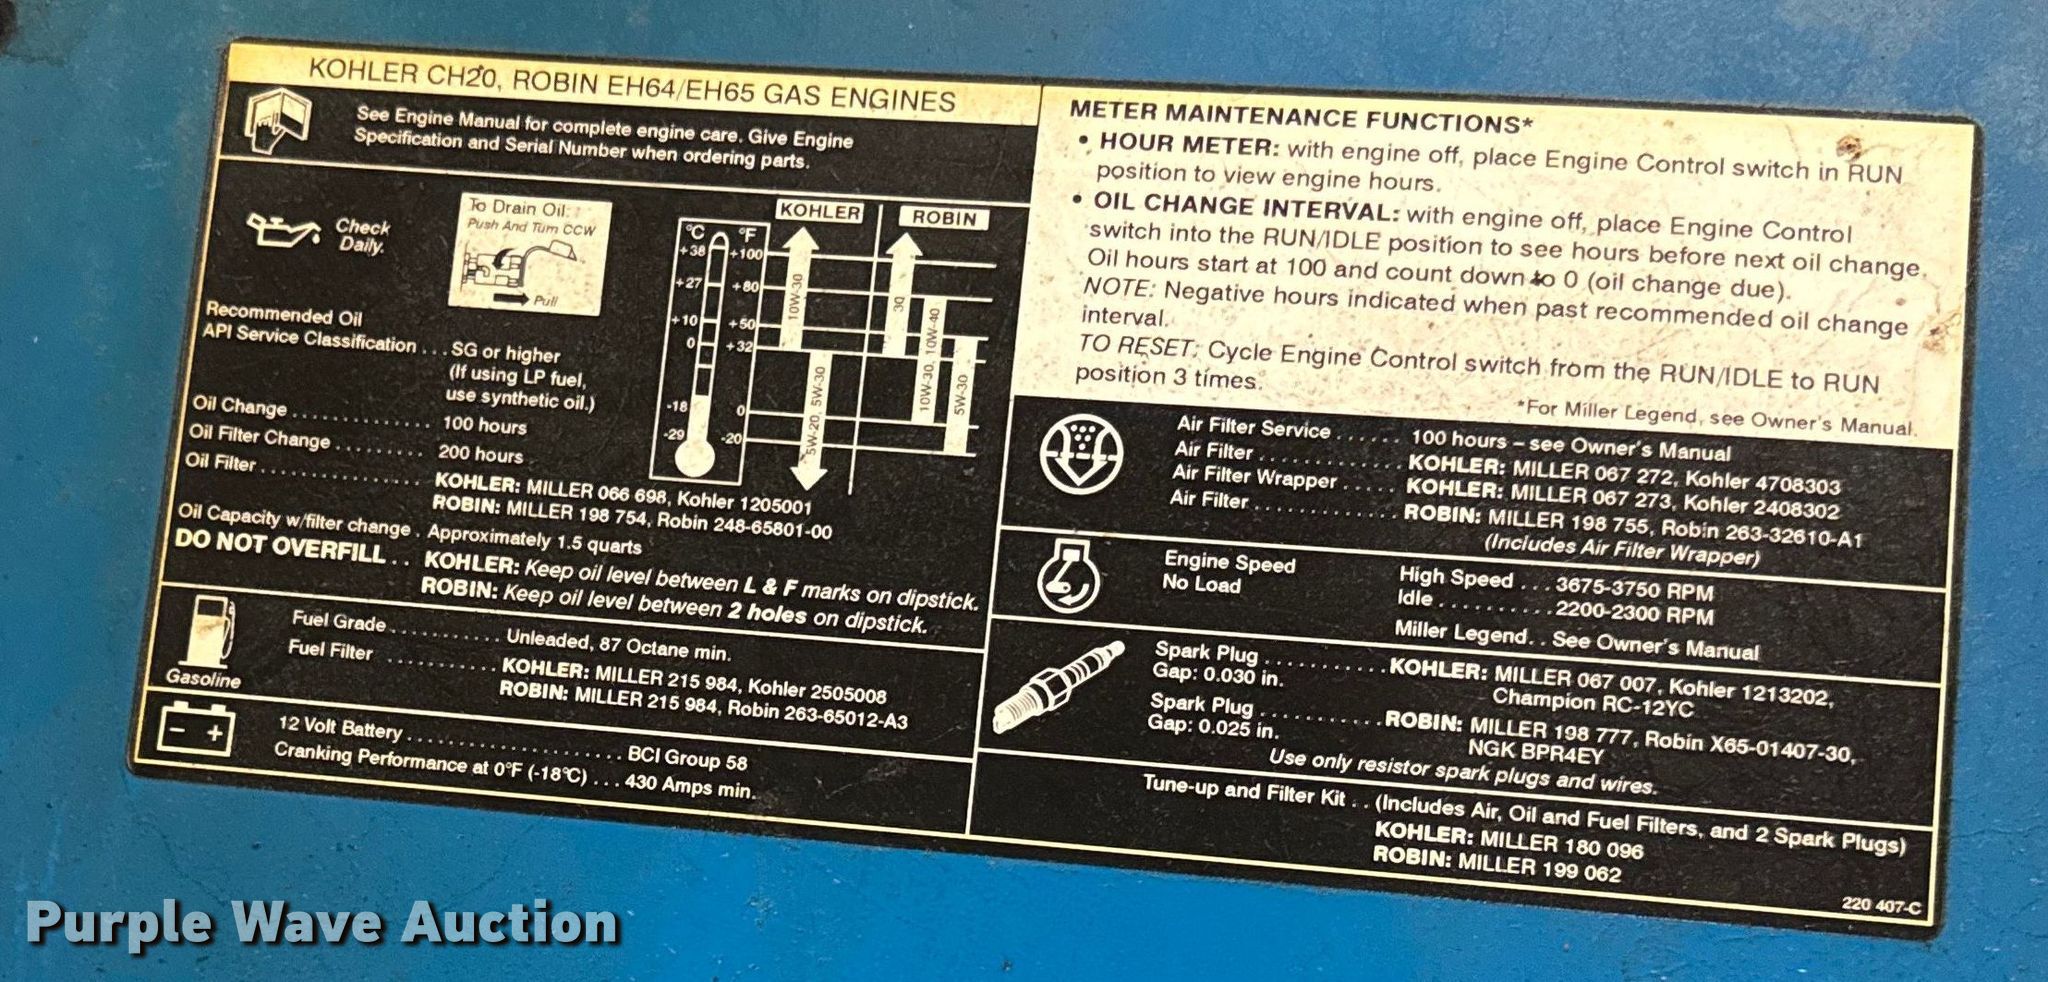 KOHLER CH20, ROBIN EH64/EH65 GAS ENGINES
See Engine Manual for complete engine care. Give Engine
Specification and Serial Number when ordering parts.
Check
Daily.
To Drain Oil:
Push And Turn CCW
Pull
°C
°F
+38
+100
+27
+80
+10
+50
0
+32
-18
0
-29
-20
KOHLER
ROBIN
10W-30
5W-20, 5W-30
30
10W-30, 10W-40
5W-30
Recommended Oil
API Service Classification . . . SG or higher
(If using LP fuel,
use synthetic oil.)
Oil Change . . . . . . . . . . . . 100 hours
Oil Filter Change . . . . . . . . . 200 hours
Oil Filter . . . . . . . . . . . . . . KOHLER: MILLER 066 698, Kohler 1205001
ROBIN: MILLER 198 754, Robin 248-65801-00
Oil Capacity w/filter change . Approximately 1.5 quarts
DO NOT OVERFILL . . KOHLER: Keep oil level between L & F marks on dipstick.
ROBIN: Keep oil level between 2 holes on dipstick.
Gasoline
Fuel Grade . . . . . . . . . . . Unleaded, 87 Octane min.
Fuel Filter . . . . . . . . . . . KOHLER: MILLER 215 984, Kohler 2505008
ROBIN: MILLER 215 984, Robin 263-65012-A3
- +
12 Volt Battery . . . . . . . . . . . . . . . . . . . . . BCI Group 58
Cranking Performance at 0°F (-18°C) . . . 430 Amps min.
METER MAINTENANCE FUNCTIONS*
• HOUR METER: with engine off, place Engine Control switch in RUN
position to view engine hours.
• OIL CHANGE INTERVAL: with engine off, place Engine Control
switch into the RUN/IDLE position to see hours before next oil change.
Oil hours start at 100 and count down to 0 (oil change due).
NOTE: Negative hours indicated when past recommended oil change
interval.
TO RESET: Cycle Engine Control switch from the RUN/IDLE to RUN
position 3 times.
*For Miller Legend, see Owner's Manual.
Air Filter Service . . . . . . 100 hours – see Owner's Manual
Air Filter . . . . . . . . . . . . . KOHLER: MILLER 067 272, Kohler 4708303
Air Filter Wrapper . . . . . KOHLER: MILLER 067 273, Kohler 2408302
Air Filter . . . . . . . . . . . . . ROBIN: MILLER 198 755, Robin 263-32610-A1
(Includes Air Filter Wrapper)
Engine Speed
No Load
High Speed . . . 3675-3750 RPM
Idle . . . . . . . . . . 2200-2300 RPM
Miller Legend. . See Owner's Manual
Spark Plug . . . . . . . . . . . KOHLER: MILLER 067 007, Kohler 1213202,
Gap: 0.030 in.
Champion RC-12YC
Spark Plug . . . . . . . . . . . ROBIN: MILLER 198 777, Robin X65-01407-30,
Gap: 0.025 in.
NGK BPR4EY
Use only resistor spark plugs and wires.
Tune-up and Filter Kit . . (Includes Air, Oil and Fuel Filters, and 2 Spark Plugs)
KOHLER: MILLER 180 096
ROBIN: MILLER 199 062
220 407-C
Purple Wave Auction